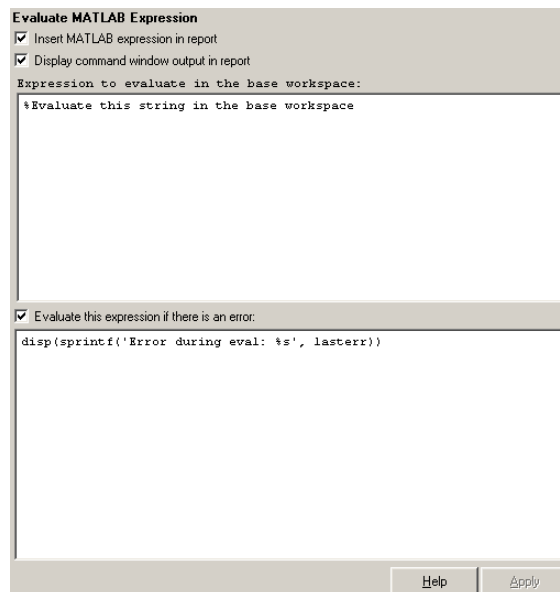 Evaluate MATLAB Expression
Insert MATLAB expression in report
Display command window output in report
Expression to evaluate in the base workspace:
%Evaluate this string in the base workspace
Evaluate this expression if there is an error:
disp(sprintf('Error during eval: %s', lasterr))
Help Apply